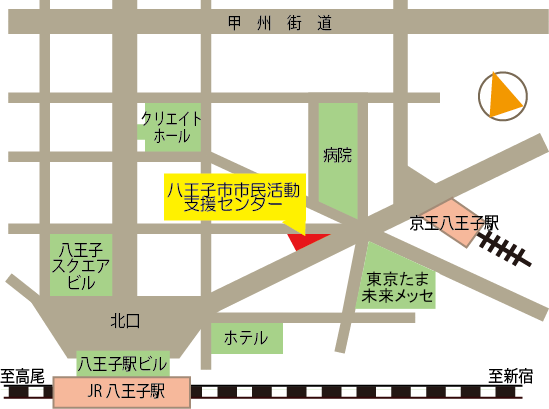 甲州街道
クリエイト
ホール
病院
八王子市市民活動
支援センター
京王八王子駅
八王子
スクエア
ビル
東京たま
未来メッセ
北口
ホテル
八王子駅ビル
至高尾
JR八王子駅
至新宿